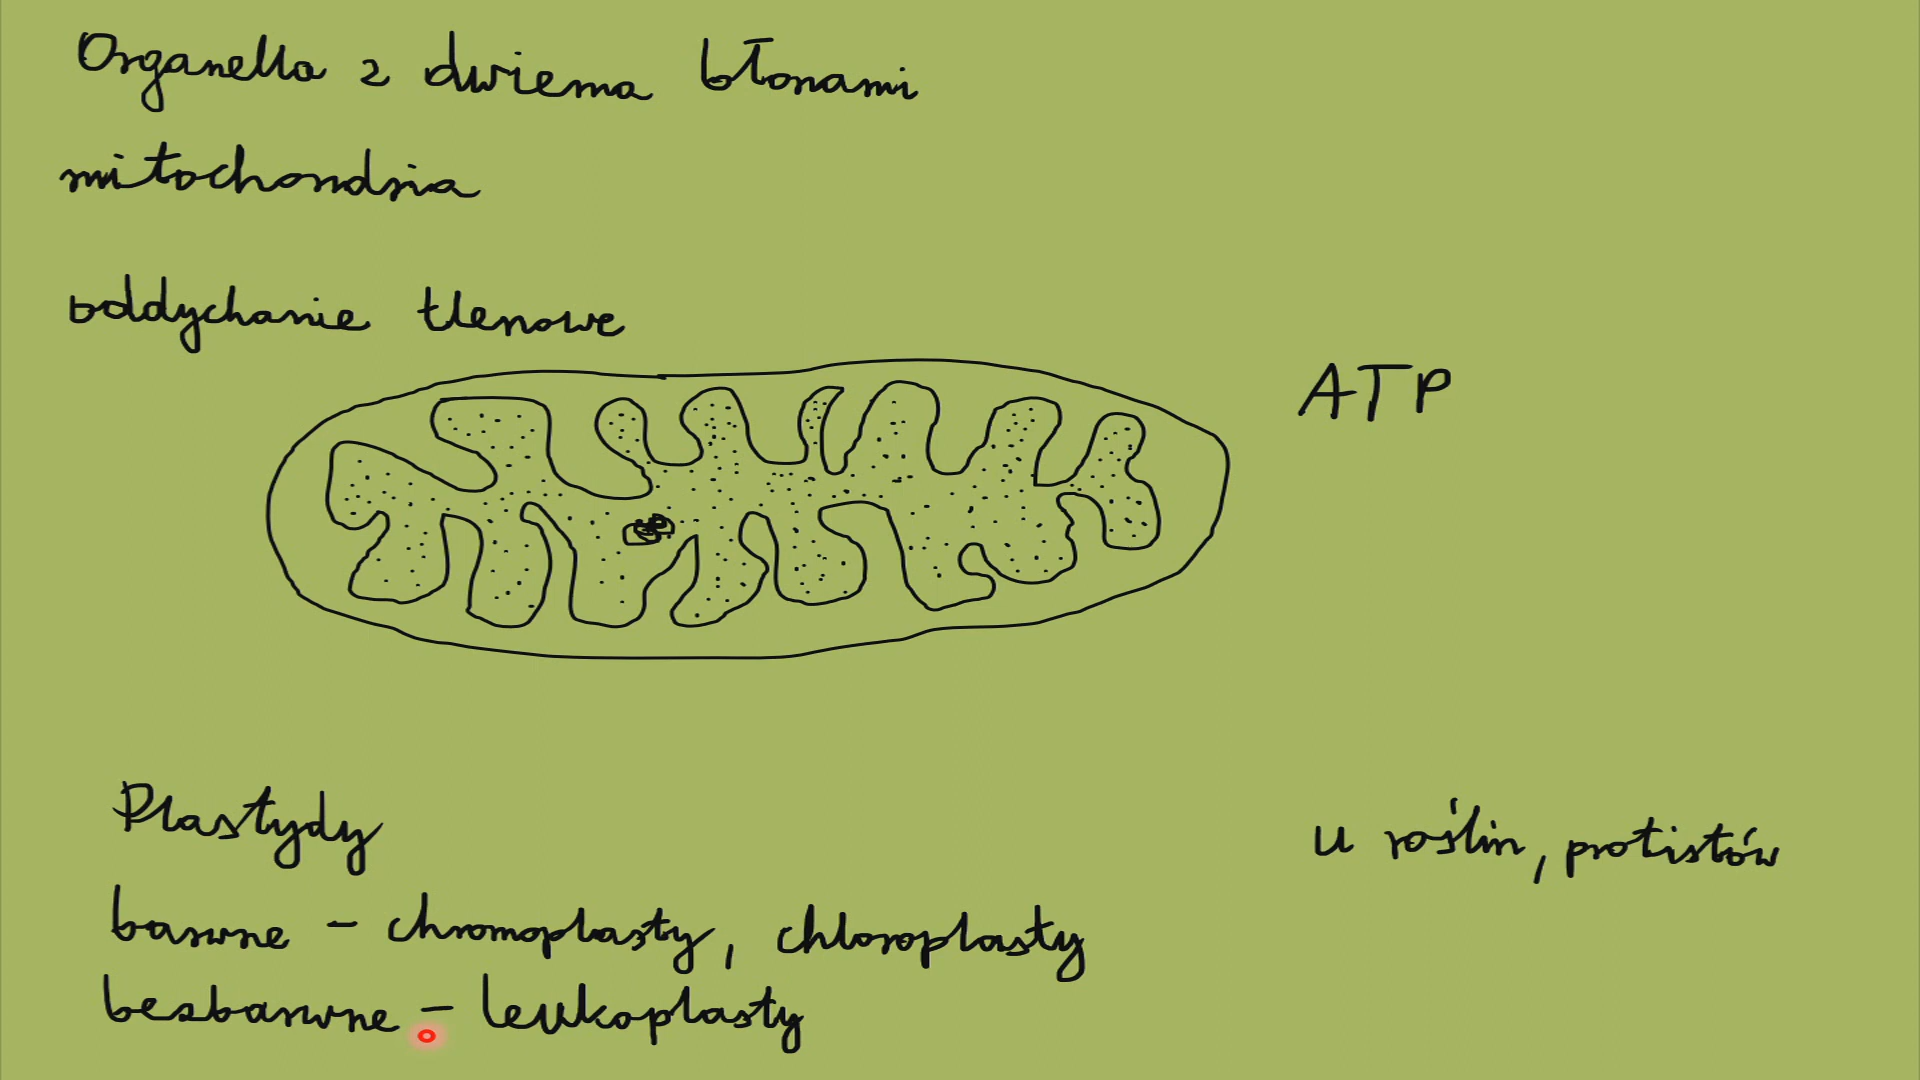 Organella z dwiema błonami
mitochondria
oddychanie tlenowe
ATP
Plastydy
u roślin, protistów
barwne - chromoplasty, chloroplasty
bezbarwne - leukoplasty